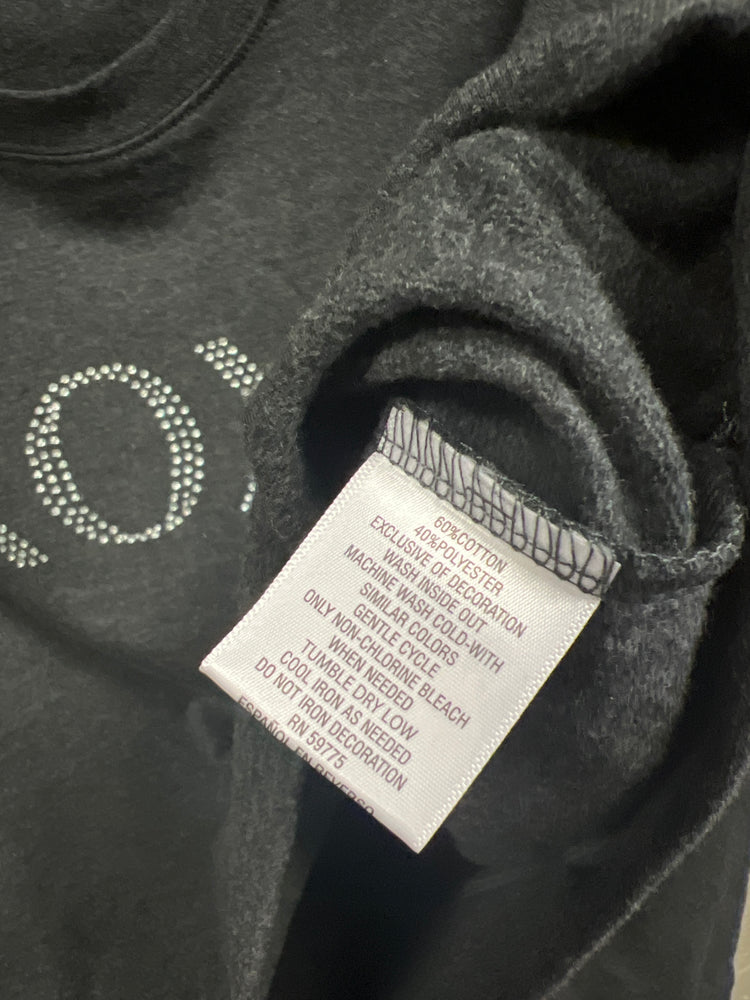 O
60%COTTON
40%POLYESTER
EXCLUSIVE OF DECORATION
WASH INSIDE OUT
MACHINE WASH COLD-WITH
SIMILAR COLORS
GENTLE CYCLE
ONLY NON-CHLORINE BLEACH
WHEN NEEDED
TUMBLE DRY LOW
COOL IRON AS NEEDED
DO NOT IRON DECORATION
RN 59775
ESPAÑOL EN REVERSO